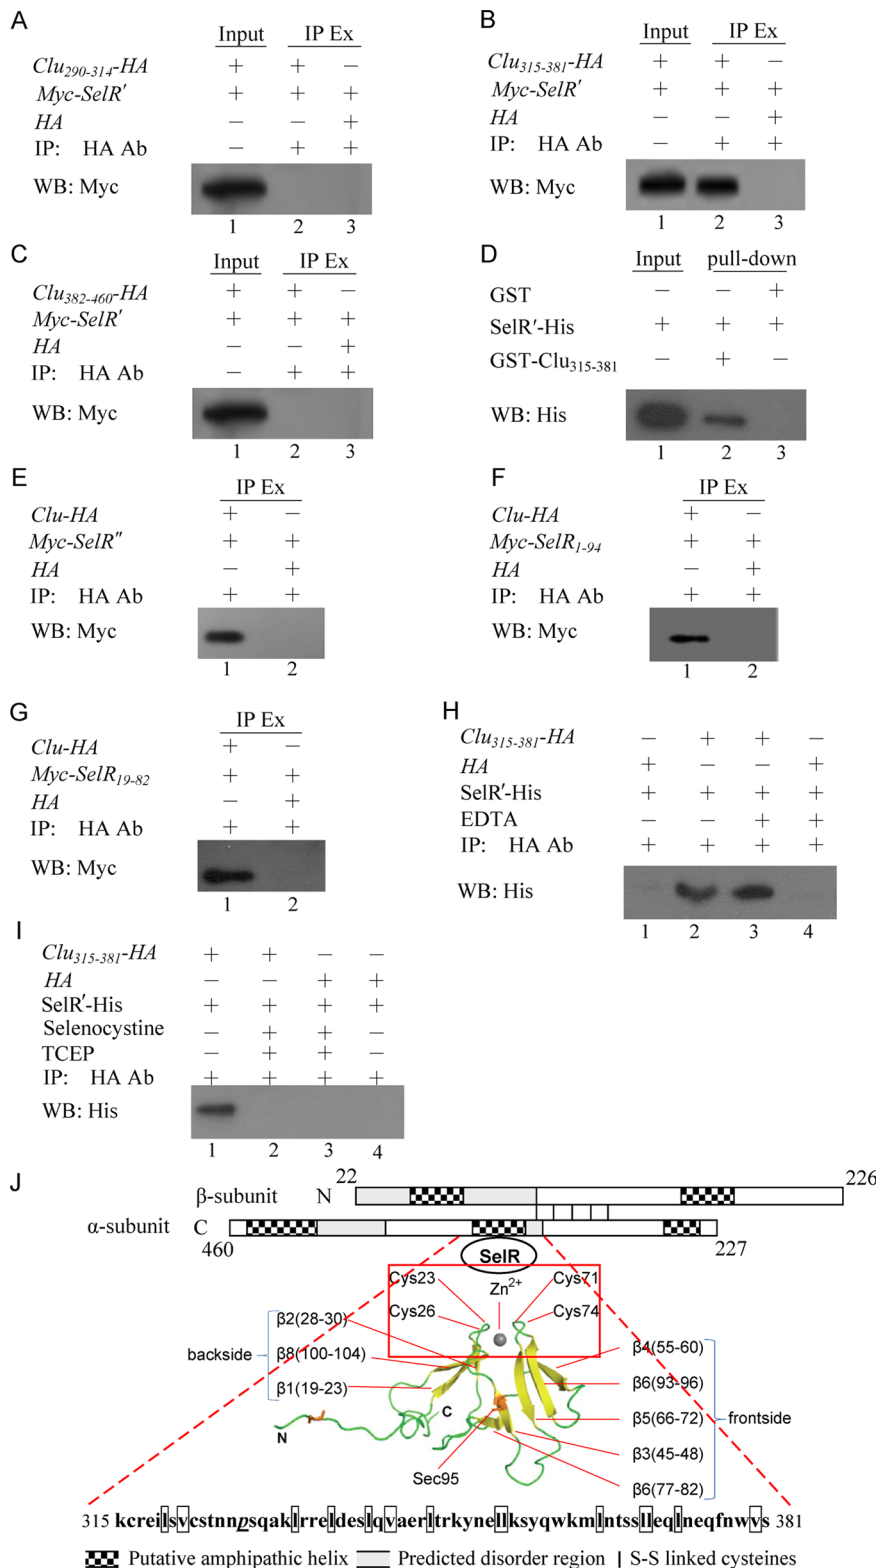 A
Input IP Ex
Clu290-314-HA + + −
Myc-SelR′ + + +
HA − − +
IP: HA Ab − + +
WB: Myc
1 2 3
B
Input IP Ex
Clu315-381-HA + + −
Myc-SelR′ + + +
HA − − +
IP: HA Ab − + +
WB: Myc
1 2 3
C
Input IP Ex
Clu382-460-HA + + −
Myc-SelR′ + + +
HA − − +
IP: HA Ab − + +
WB: Myc
1 2 3
D
Input pull-down
GST − − +
SelR′-His + + +
GST-Clu315-381 − + −
WB: His
1 2 3
E
IP Ex
Clu-HA + −
Myc-SelR″ + +
HA − +
IP: HA Ab + +
WB: Myc
1 2
F
IP Ex
Clu-HA + −
Myc-SelR1-94 + +
HA − +
IP: HA Ab + +
WB: Myc
1 2
G
IP Ex
Clu-HA + −
Myc-SelR19-82 + +
HA − +
IP: HA Ab + +
WB: Myc
1 2
H
Clu315-381-HA − + + −
HA + − − +
SelR′-His + + + +
EDTA − − + +
IP: HA Ab + + + +
WB: His
1 2 3 4
I
Clu315-381-HA + + − −
HA − − + +
SelR′-His + + + +
Selenocystine − + + −
TCEP − + + −
IP: HA Ab + + + +
WB: His
1 2 3 4
J
22 226
β-subunit N
α-subunit C
460 227
SelR
Cys23 Zn2+ Cys71
Cys26 Cys74
β2(28-30)
backside β8(100-104)
β1(19-23)
β4(55-60)
β6(93-96)
β5(66-72) frontside
β3(45-48)
β6(77-82)
N C
Sec95
315 kcreilsvcstnnpsqaklrreldeslqvaerltrkynellksyqwkmlntsslleqlneqfnwvs 381
Putative amphipathic helix Predicted disorder region S-S linked cysteines